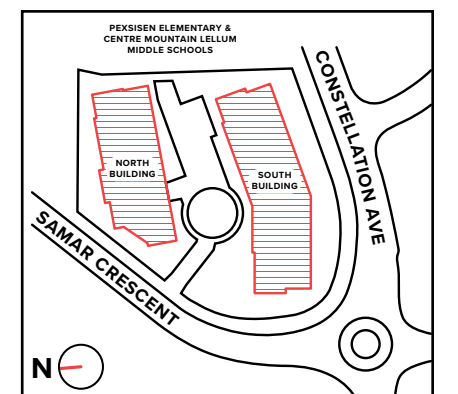 PEXSISEN ELEMENTARY &
CENTRE MOUNTAIN LELLUM
MIDDLE SCHOOLS
CONSTELLATION AVE
NORTH
BUILDING
SOUTH
BUILDING
SAMAR CRESCENT
N